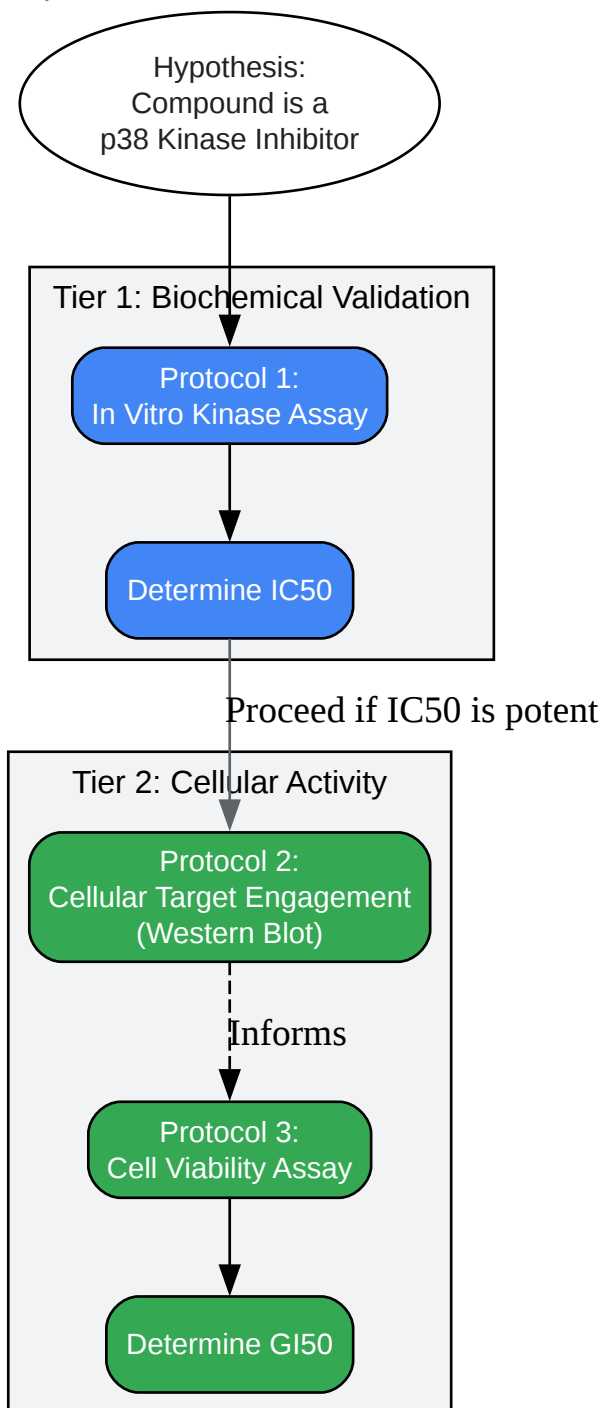 Hypothesis:
Compound is a
p38 Kinase Inhibitor
Tier 1: Biochemical Validation
Protocol 1:
In Vitro Kinase Assay
Determine IC50
Proceed if IC50 is potent
Tier 2: Cellular Activity
Protocol 2:
Cellular Target Engagement
(Western Blot)
Informs
Protocol 3:
Cell Viability Assay
Determine GI50